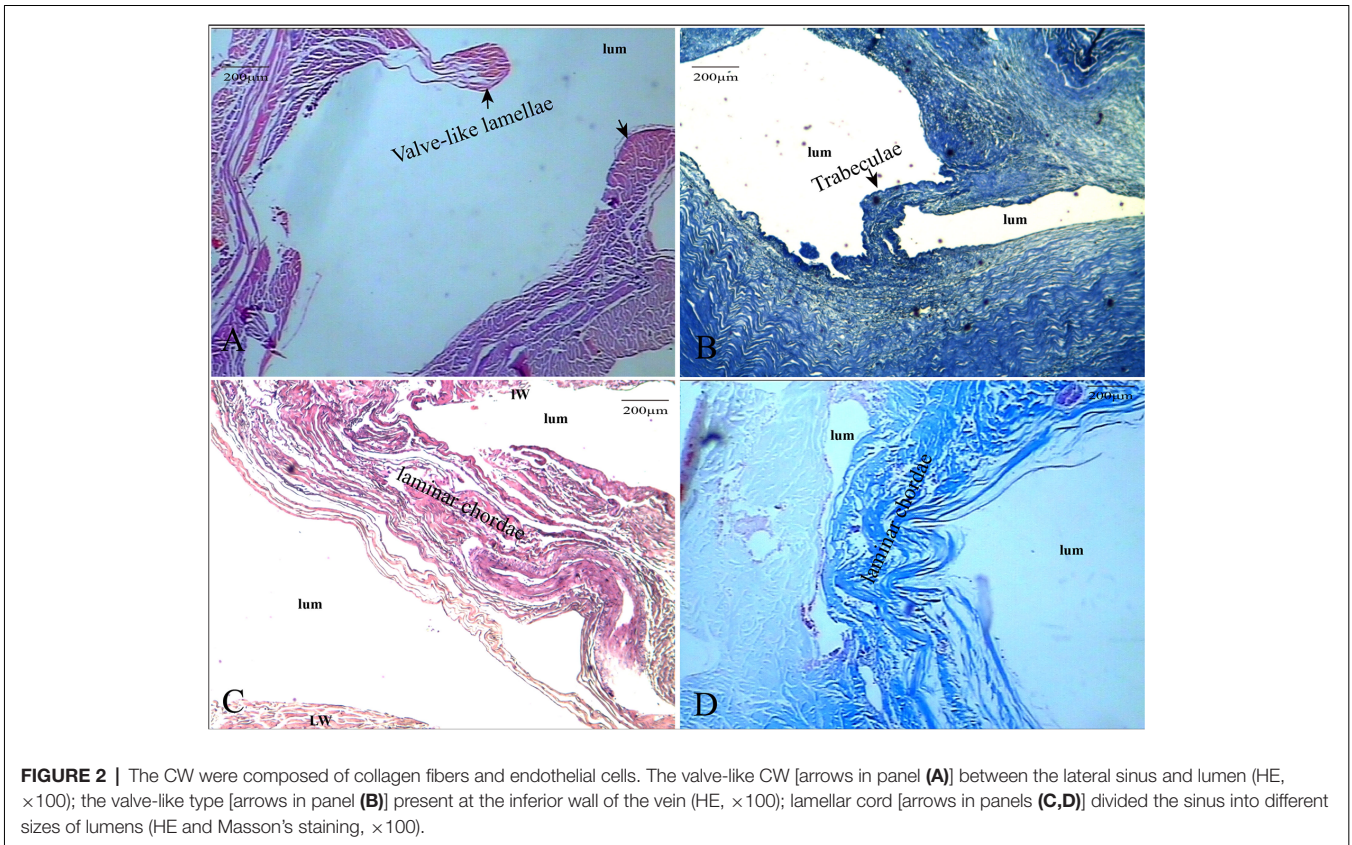 lum
200μm
Valve-like lamellae
A
200μm
lum
Trabeculae
lum
B
IW
lum
200μm
laminar chordae
lum
C
LW
200μm
lum
laminar chordae
lum
D
FIGURE 2 | The CW were composed of collagen fibers and endothelial cells. The valve-like CW [arrows in panel (A)] between the lateral sinus and lumen (HE,
×100); the valve-like type [arrows in panel (B)] present at the inferior wall of the vein (HE, ×100); lamellar cord [arrows in panels (C,D)] divided the sinus into different
sizes of lumens (HE and Masson's staining, ×100).